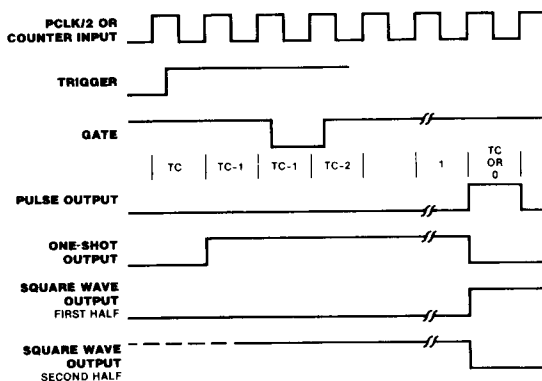 PCLK/2 OR
COUNTER INPUT
TRIGGER
GATE
TC TC-1 TC-1 TC-2 1 TC
OR
0
PULSE OUTPUT
ONE-SHOT
OUTPUT
SQUARE WAVE
OUTPUT
FIRST HALF
SQUARE WAVE
OUTPUT
SECOND HALF